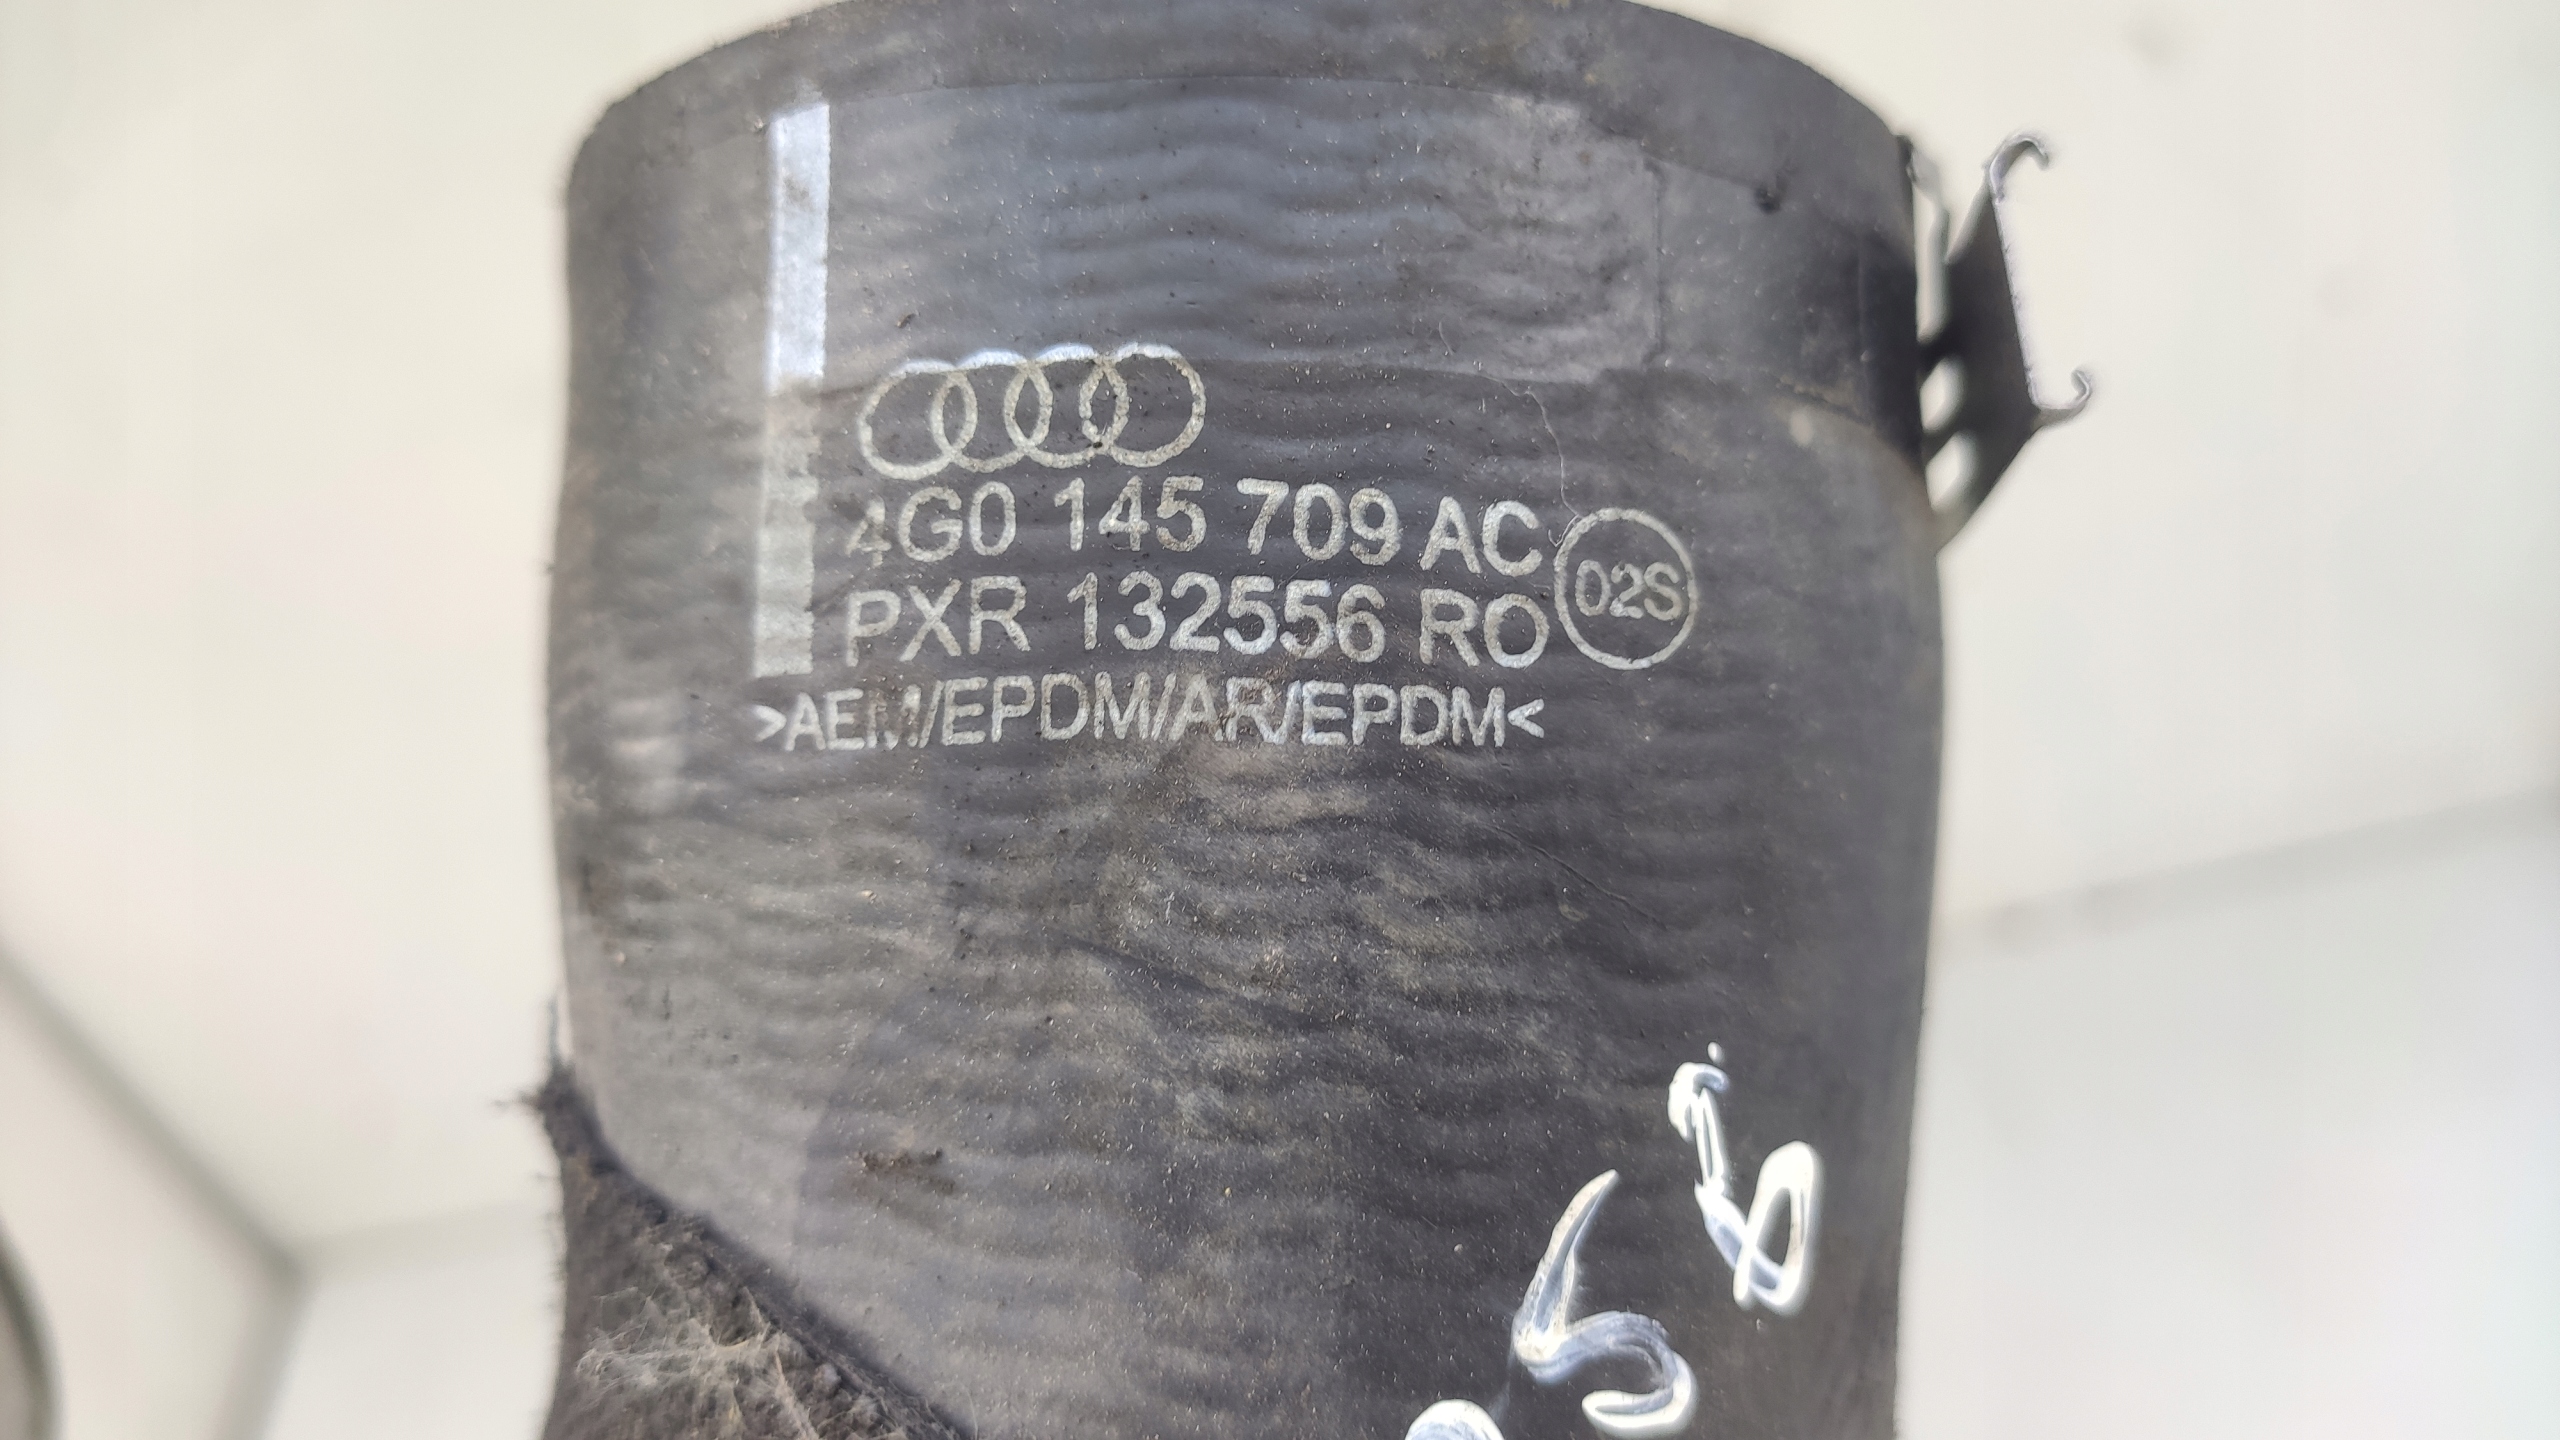 4G0 145 709 AC
PXR 132556 RO
02S
>AEM/EPDM/AR/EPDM<